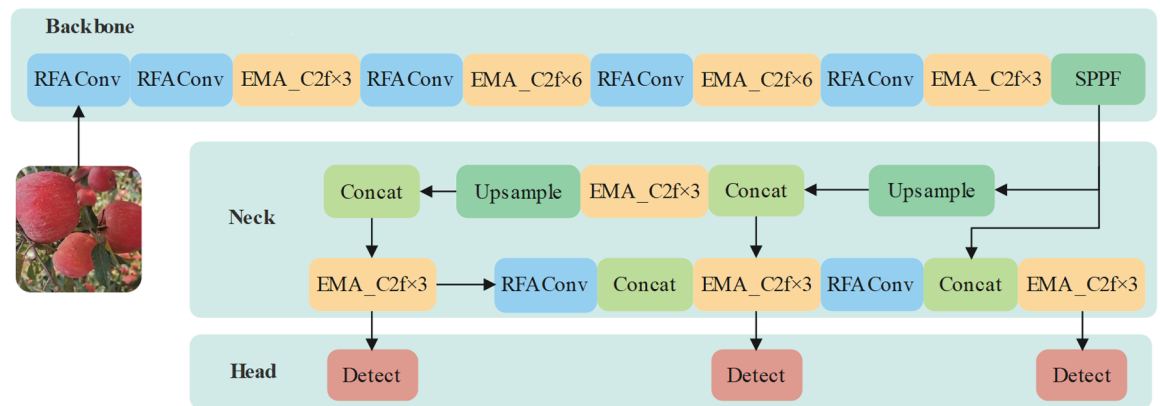 Backbone
RFAConv RFAConv EMA_C2f×3 RFAConv EMA_C2f×6 RFAConv EMA_C2f×6 RFAConv EMA_C2f×3 SPPF
Concat Upsample EMA_C2f×3 Concat Upsample
Neck
EMA_C2f×3 RFAConv Concat EMA_C2f×3 RFAConv Concat EMA_C2f×3
Head Detect Detect Detect